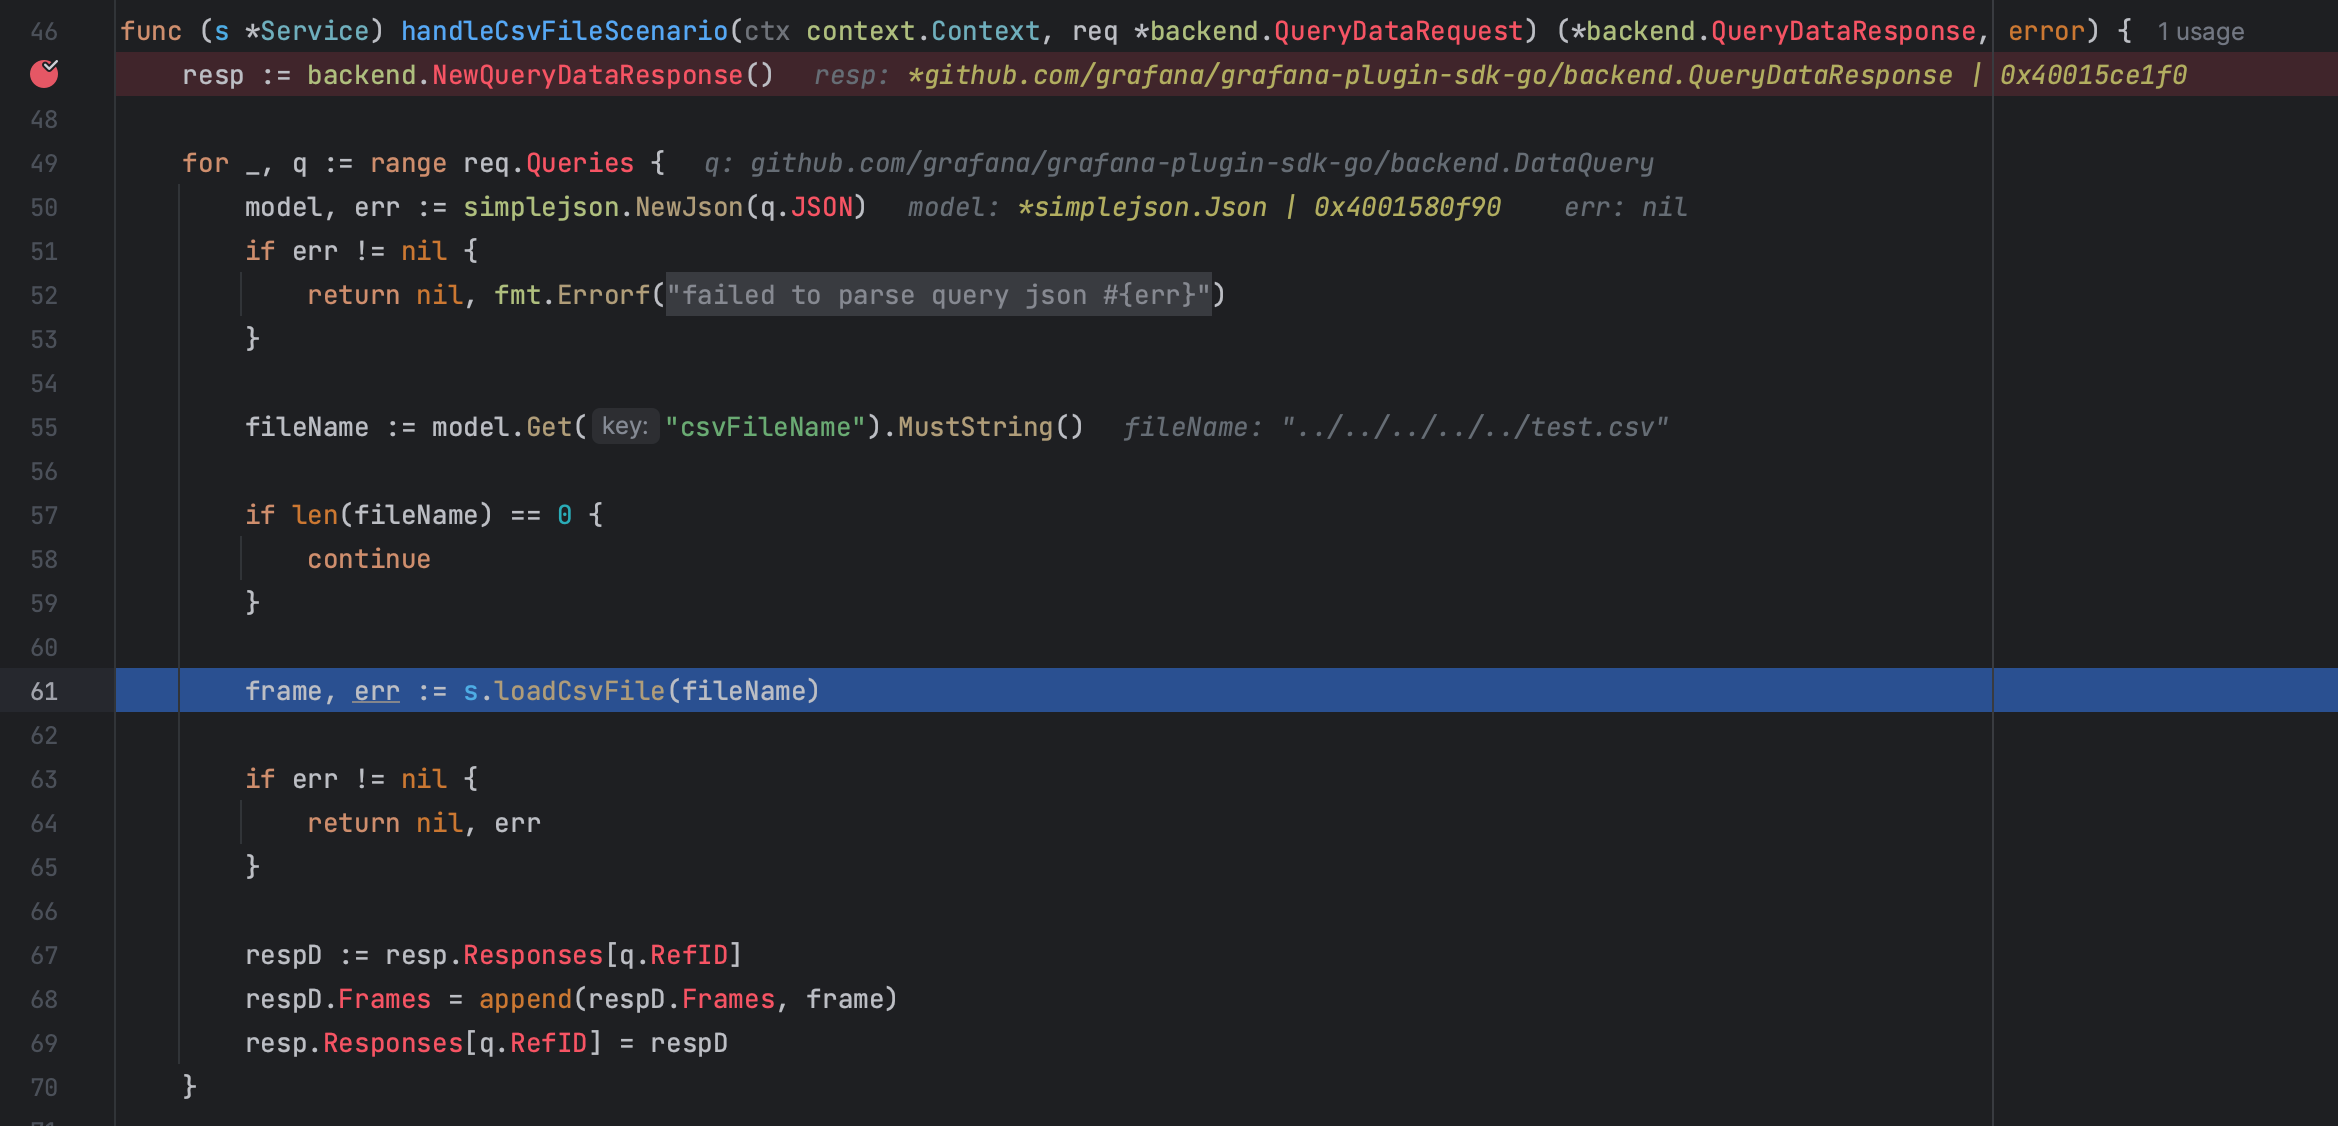 46 func (s *Service) handleCsvFileScenario(ctx context.Context, req *backend.QueryDataRequest) (*backend.QueryDataResponse, error) { 1 usage
resp := backend.NewQueryDataResponse() resp: *github.com/grafana/grafana-plugin-sdk-go/backend.QueryDataResponse | 0x40015ce1f0
48
49 for _, q := range req.Queries { q: github.com/grafana/grafana-plugin-sdk-go/backend.DataQuery
50 model, err := simplejson.NewJson(q.JSON) model: *simplejson.Json | 0x4001580f90 err: nil
51 if err != nil {
52 return nil, fmt.Errorf("failed to parse query json #{err}")
53 }
54
55 fileName := model.Get( key: "csvFileName").MustString() fileName: "../../../../../test.csv"
56
57 if len(fileName) == 0 {
58 continue
59 }
60
61 frame, err := s.loadCsvFile(fileName)
62
63 if err != nil {
64 return nil, err
65 }
66
67 respD := resp.Responses[q.RefID]
68 respD.Frames = append(respD.Frames, frame)
69 resp.Responses[q.RefID] = respD
70 }